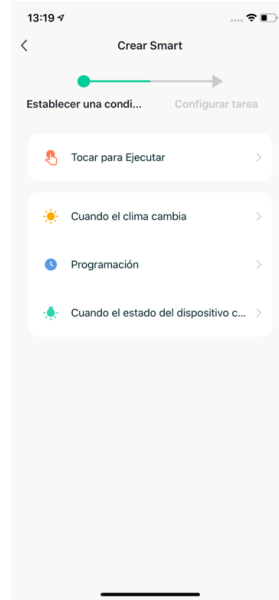 13:19
Crear Smart
Establecer una condi...
Configurar tarea
Tocar para Ejecutar
Cuando el clima cambia
Programación
Cuando el estado del dispositivo c...